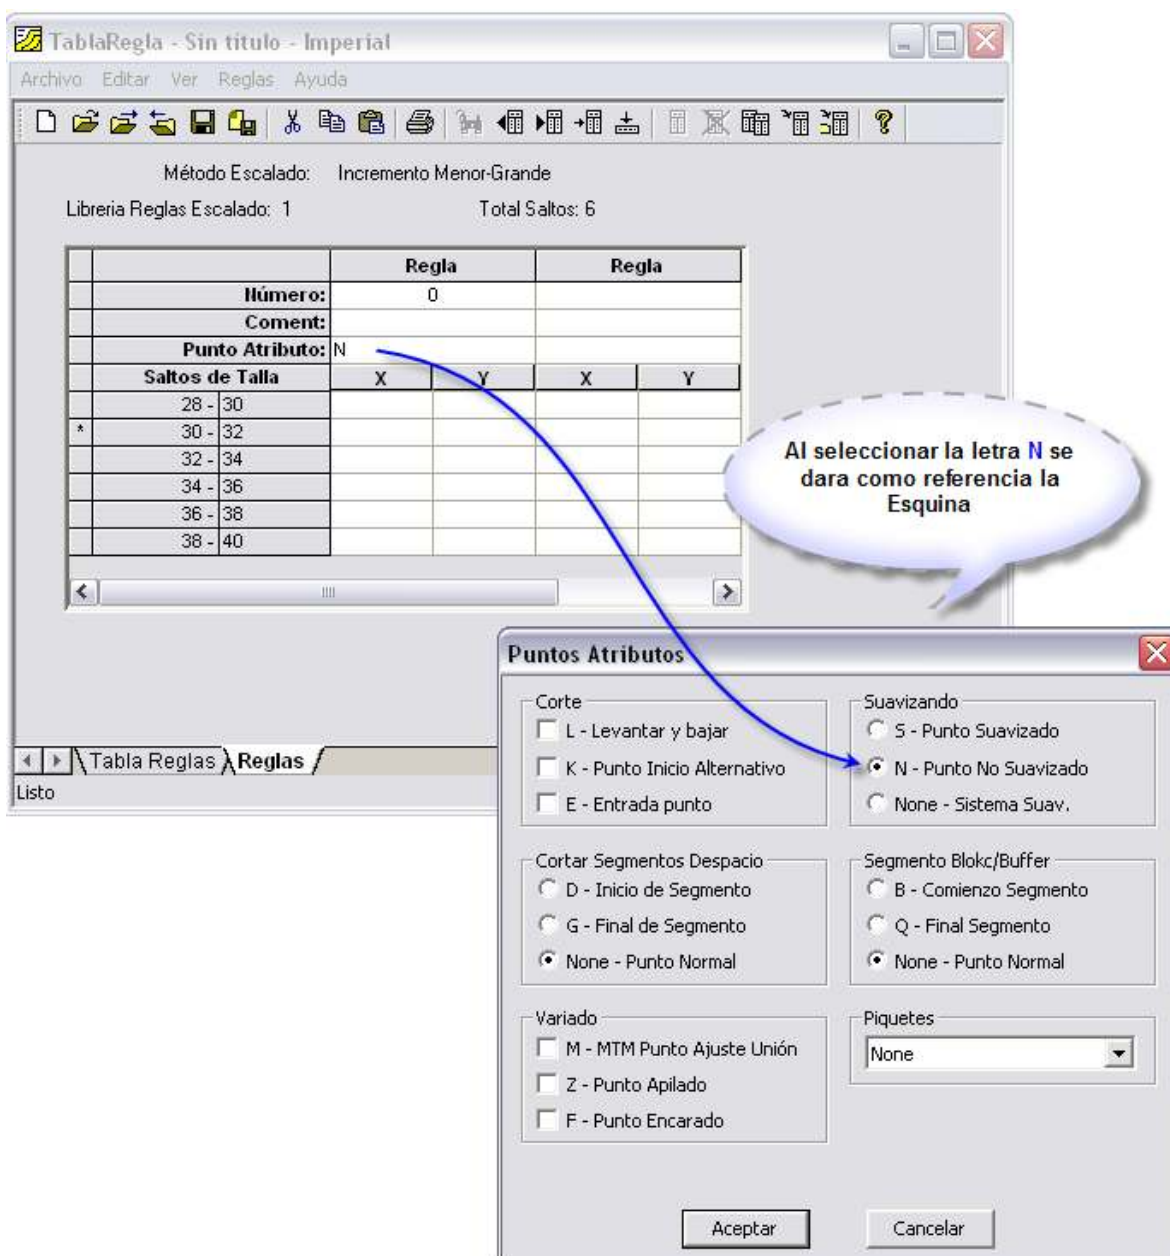 TablaRegla - Sin título - Imperial
Archivo Editar Ver Reglas Ayuda
Método Escalado: Incremento Menor-Grande
Libreria Reglas Escalado: 1 Total Saltos: 6
Regla Regla
Número: 0
Coment:
Punto Atributo: N
Saltos de Talla X Y X Y
28 - 30
* 30 - 32
32 - 34
34 - 36
36 - 38
38 - 40
Al seleccionar la letra N se
dara como referencia la
Esquina
Tabla Reglas Reglas
Listo
Puntos Atributos
Corte
L - Levantar y bajar
K - Punto Inicio Alternativo
E - Entrada punto
Suavizando
S - Punto Suavizado
N - Punto No Suavizado
None - Sistema Suav.
Cortar Segmentos Despacio
D - Inicio de Segmento
G - Final de Segmento
None - Punto Normal
Segmento Blokc/Buffer
B - Comienzo Segmento
Q - Final Segmento
None - Punto Normal
Variado
M - MTM Punto Ajuste Unión
Z - Punto Apilado
F - Punto Encarado
Piquetes
None
Aceptar Cancelar